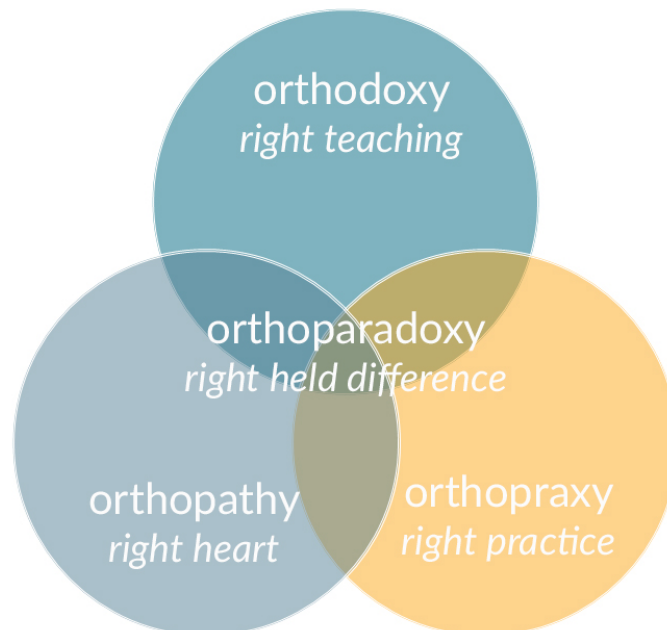 orthodoxy
right teaching
orthoparadoxy
right held difference
orthopathy
right heart
orthopraxy
right practice